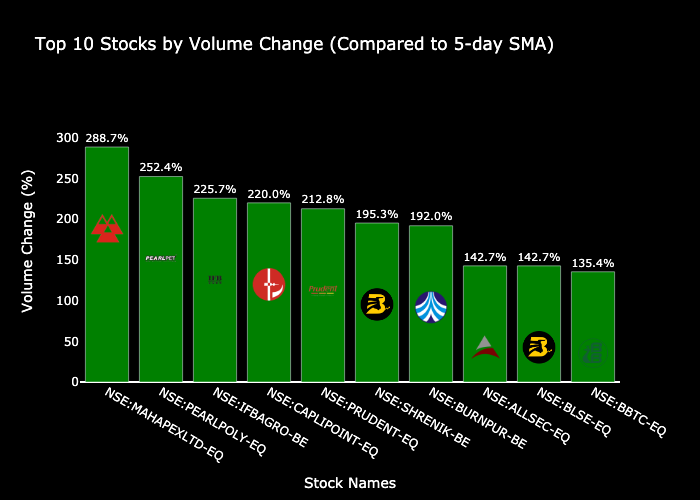 Top 10 Stocks by Volume Change (Compared to 5-day SMA)
Volume Change (%)
300
250
200
150
100
50
0
288.7%
252.4%
225.7%
220.0%
212.8%
195.3%
192.0%
142.7%
142.7%
135.4%
PEARLPET
Prudent
NSE:MAHAPEXLTD-EQ
NSE:PEARLPOLY-EQ
NSE:IFBAGRO-BE
NSE:CAPLIPOINT-EQ
NSE:PRUDENT-EQ
NSE:SHRENIK-BE
NSE:BURNPUR-BE
NSE:ALLSEC-EQ
NSE:BLSE-EQ
NSE:BBTC-EQ
Stock Names